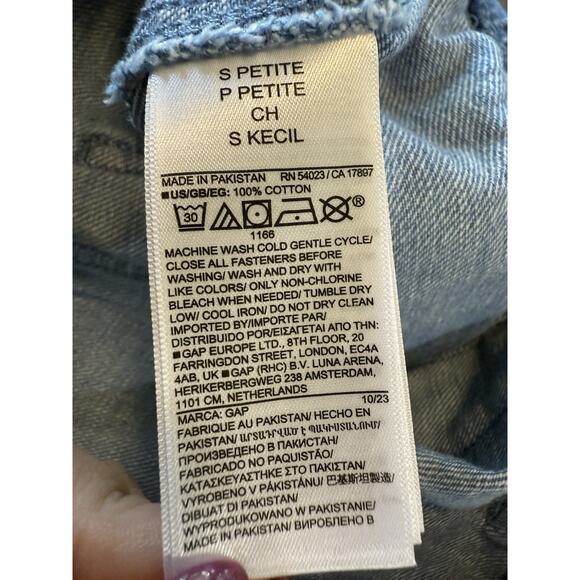 S PETITE
P PETITE
CH
S KECIL
MADE IN PAKISTAN RN 54023 / CA 17897
■ US/GB/EG: 100% COTTON
30 ®
1166
MACHINE WASH COLD GENTLE CYCLE/
CLOSE ALL FASTENERS BEFORE
WASHING/ WASH AND DRY WITH
LIKE COLORS/ ONLY NON-CHLORINE
BLEACH WHEN NEEDED/ TUMBLE DRY
LOW/ COOL IRON/ DO NOT DRY CLEAN
IMPORTED BY/IMPORTE PAR/
DISTRIBUIDO POR/ΕΙΣΑΓΕΤΑΙ ΑΠΟ ΤΗΝ:
■ GAP EUROPE LTD., 8TH FLOOR, 20
FARRINGDON STREET, LONDON, EC4A
4AB, UK ■ GAP (RHC) B.V. LUNA ARENA,
HERIKERBERGWEG 238 AMSTERDAM,
1101 CM, NETHERLANDS
MARCA: GAP 10/23
FABRIQUE AU PAKISTAN/ HECHO EN
PAKISTAN/ ԱՐՏԱԴՐՎԱԾ Է ՊԱԿԻՍՏԱՆՈՒՄ/
ПРОИЗВЕДЕНО В ПАКИСТАН/
FABRICADO NO PAQUISTÃO/
ΚΑΤΑΣΚΕΥΑΣΤΗΚΕ ΣΤΟ ΠΑΚΙΣΤΑΝ/
VYROBENO V PÁKISTÁNU/ 巴基斯坦製造/
DIBUAT DI PAKISTAN/
WYPRODUKOWANO W PAKISTAN/ ВИРОБЛЕНО В
MADE IN PAKISTAN